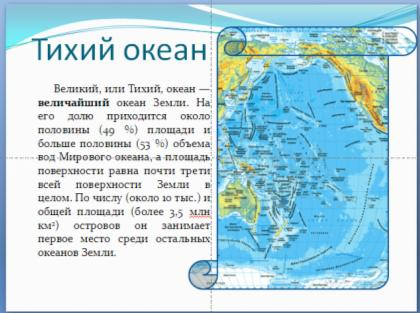 Тихий океан
Великий, или Тихий, океан —
величайший океан Земли. На
его долю приходится около
половины (49 %) площади и
больше половины (53 %) объема
вод Мирового океана, а площадь
поверхности равна почти трети
всей поверхности Земли в
целом. По числу (около 10 тыс.) и
общей площади (более 3,5 млн
км²) островов он занимает
первое место среди остальных
океанов Земли.